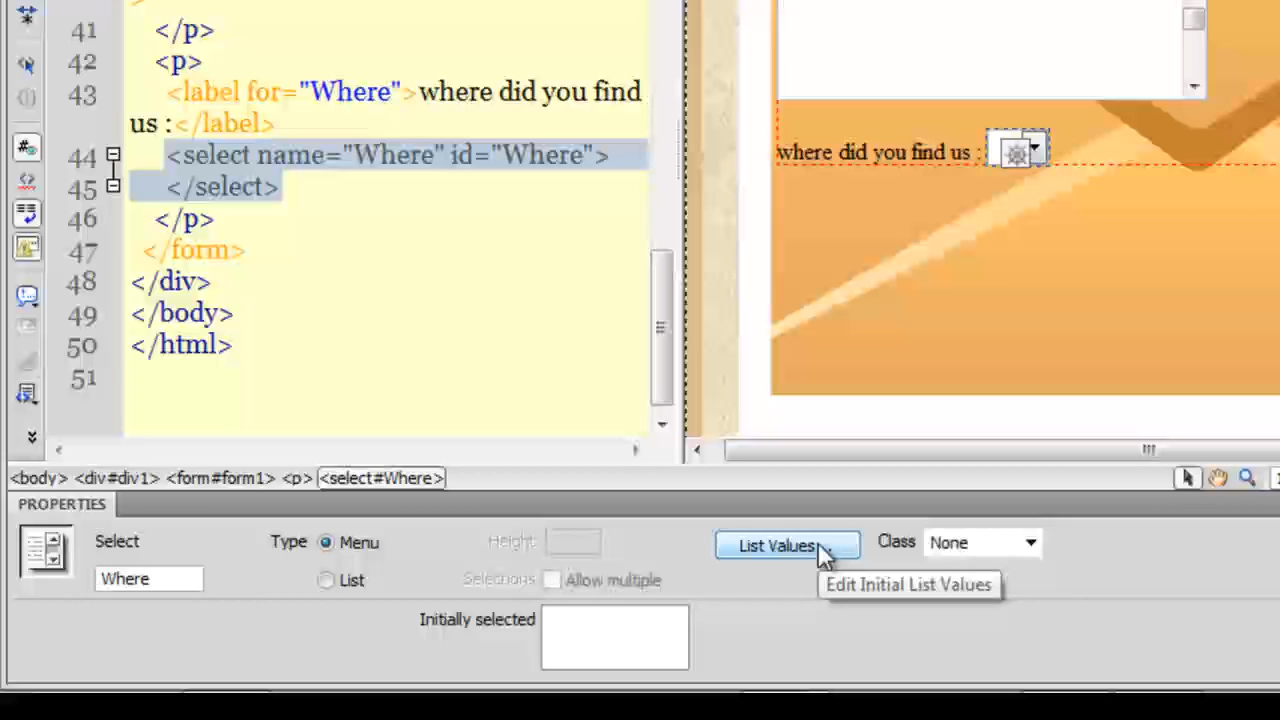 >
41 </p>
42 <p>
43 <label for="Where">where did you find
us :</label>
44 <select name="Where" id="Where">
45 </select>
46 </p>
47 </form>
48 </div>
49 </body>
50 </html>
51
where did you find us :
<body> <div#div1> <form#form1> <p> <select#Where>
PROPERTIES
Select
Where
Type Menu
List
Height
Selections Allow multiple
Initially selected
List Values...
Class None
Edit Initial List Values